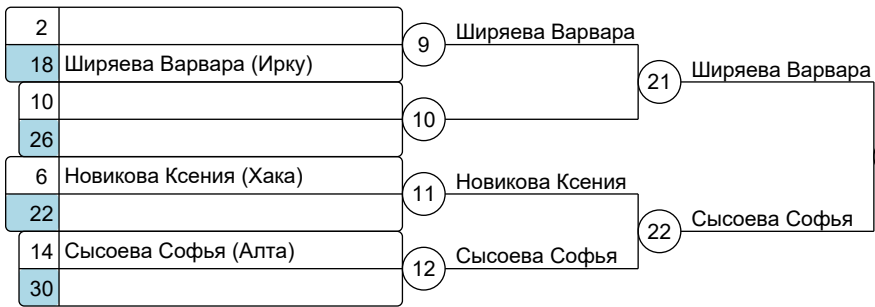 2
18 Ширяева Варвара (Ирку)
10
26
6 Новикова Ксения (Хака)
22
14 Сысоева Софья (Алта)
30
9 Ширяева Варвара
10
11 Новикова Ксения
12 Сысоева Софья
21 Ширяева Варвара
22 Сысоева Софья